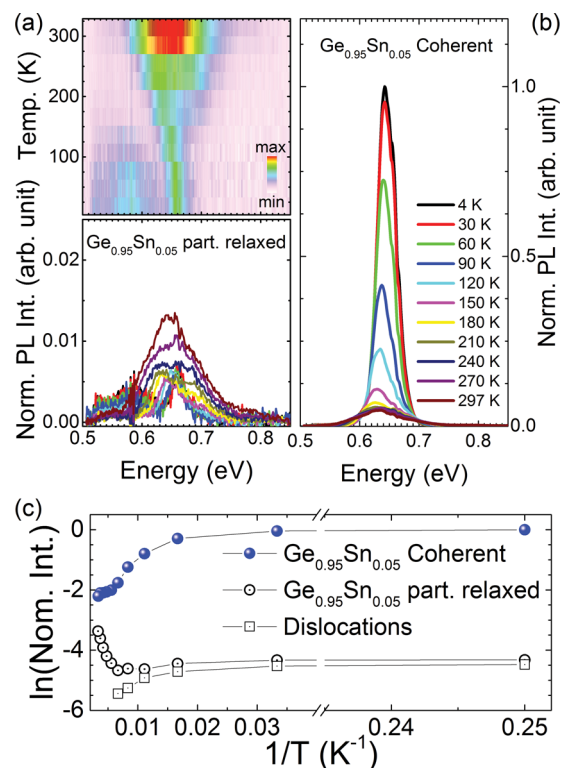 (a)
Temp. (K)
300
200
100
max
min
Ge0.95Sn0.05 part. relaxed
Norm. PL Int. (arb. unit)
0.02
0.01
0.00
0.5 0.6 0.7 0.8
Energy (eV)
(b)
Ge0.95Sn0.05 Coherent
4 K
30 K
60 K
90 K
120 K
150 K
180 K
210 K
240 K
270 K
297 K
1.0
0.5
0.0
Norm. PL Int. (arb. unit)
0.5 0.6 0.7 0.8
Energy (eV)
(c)
ln(Nom. Int.)
0
-2
-4
-6
Ge0.95Sn0.05 Coherent
Ge0.95Sn0.05 part. relaxed
Dislocations
0.01 0.02 0.03 0.24 0.25
1/T (K-1)